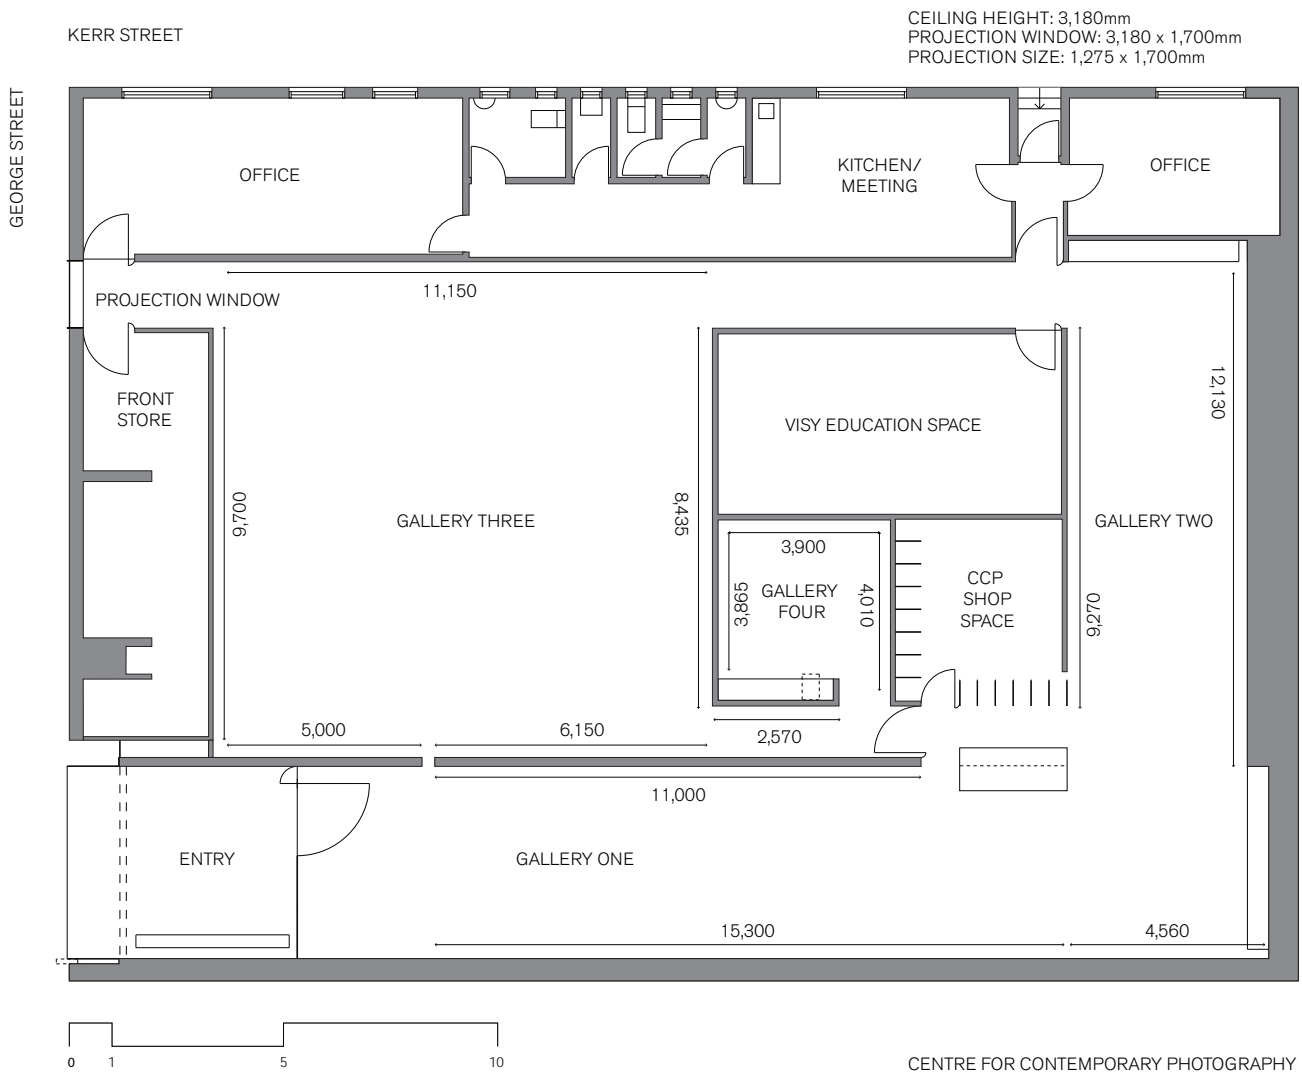 CEILING HEIGHT: 3,180mm
PROJECTION WINDOW: 3,180 x 1,700mm
PROJECTION SIZE: 1,275 x 1,700mm
KERR STREET
GEORGE STREET
OFFICE
KITCHEN/
MEETING
OFFICE
PROJECTION WINDOW
11,150
FRONT
STORE
12,130
VISY EDUCATION SPACE
9,700
GALLERY THREE
8,435
GALLERY TWO
3,900
3,865
GALLERY
FOUR
4,010
CCP
SHOP
SPACE
9,270
5,000
6,150
2,570
11,000
ENTRY
GALLERY ONE
15,300
4,560
0 1 5 10
CENTRE FOR CONTEMPORARY PHOTOGRAPHY